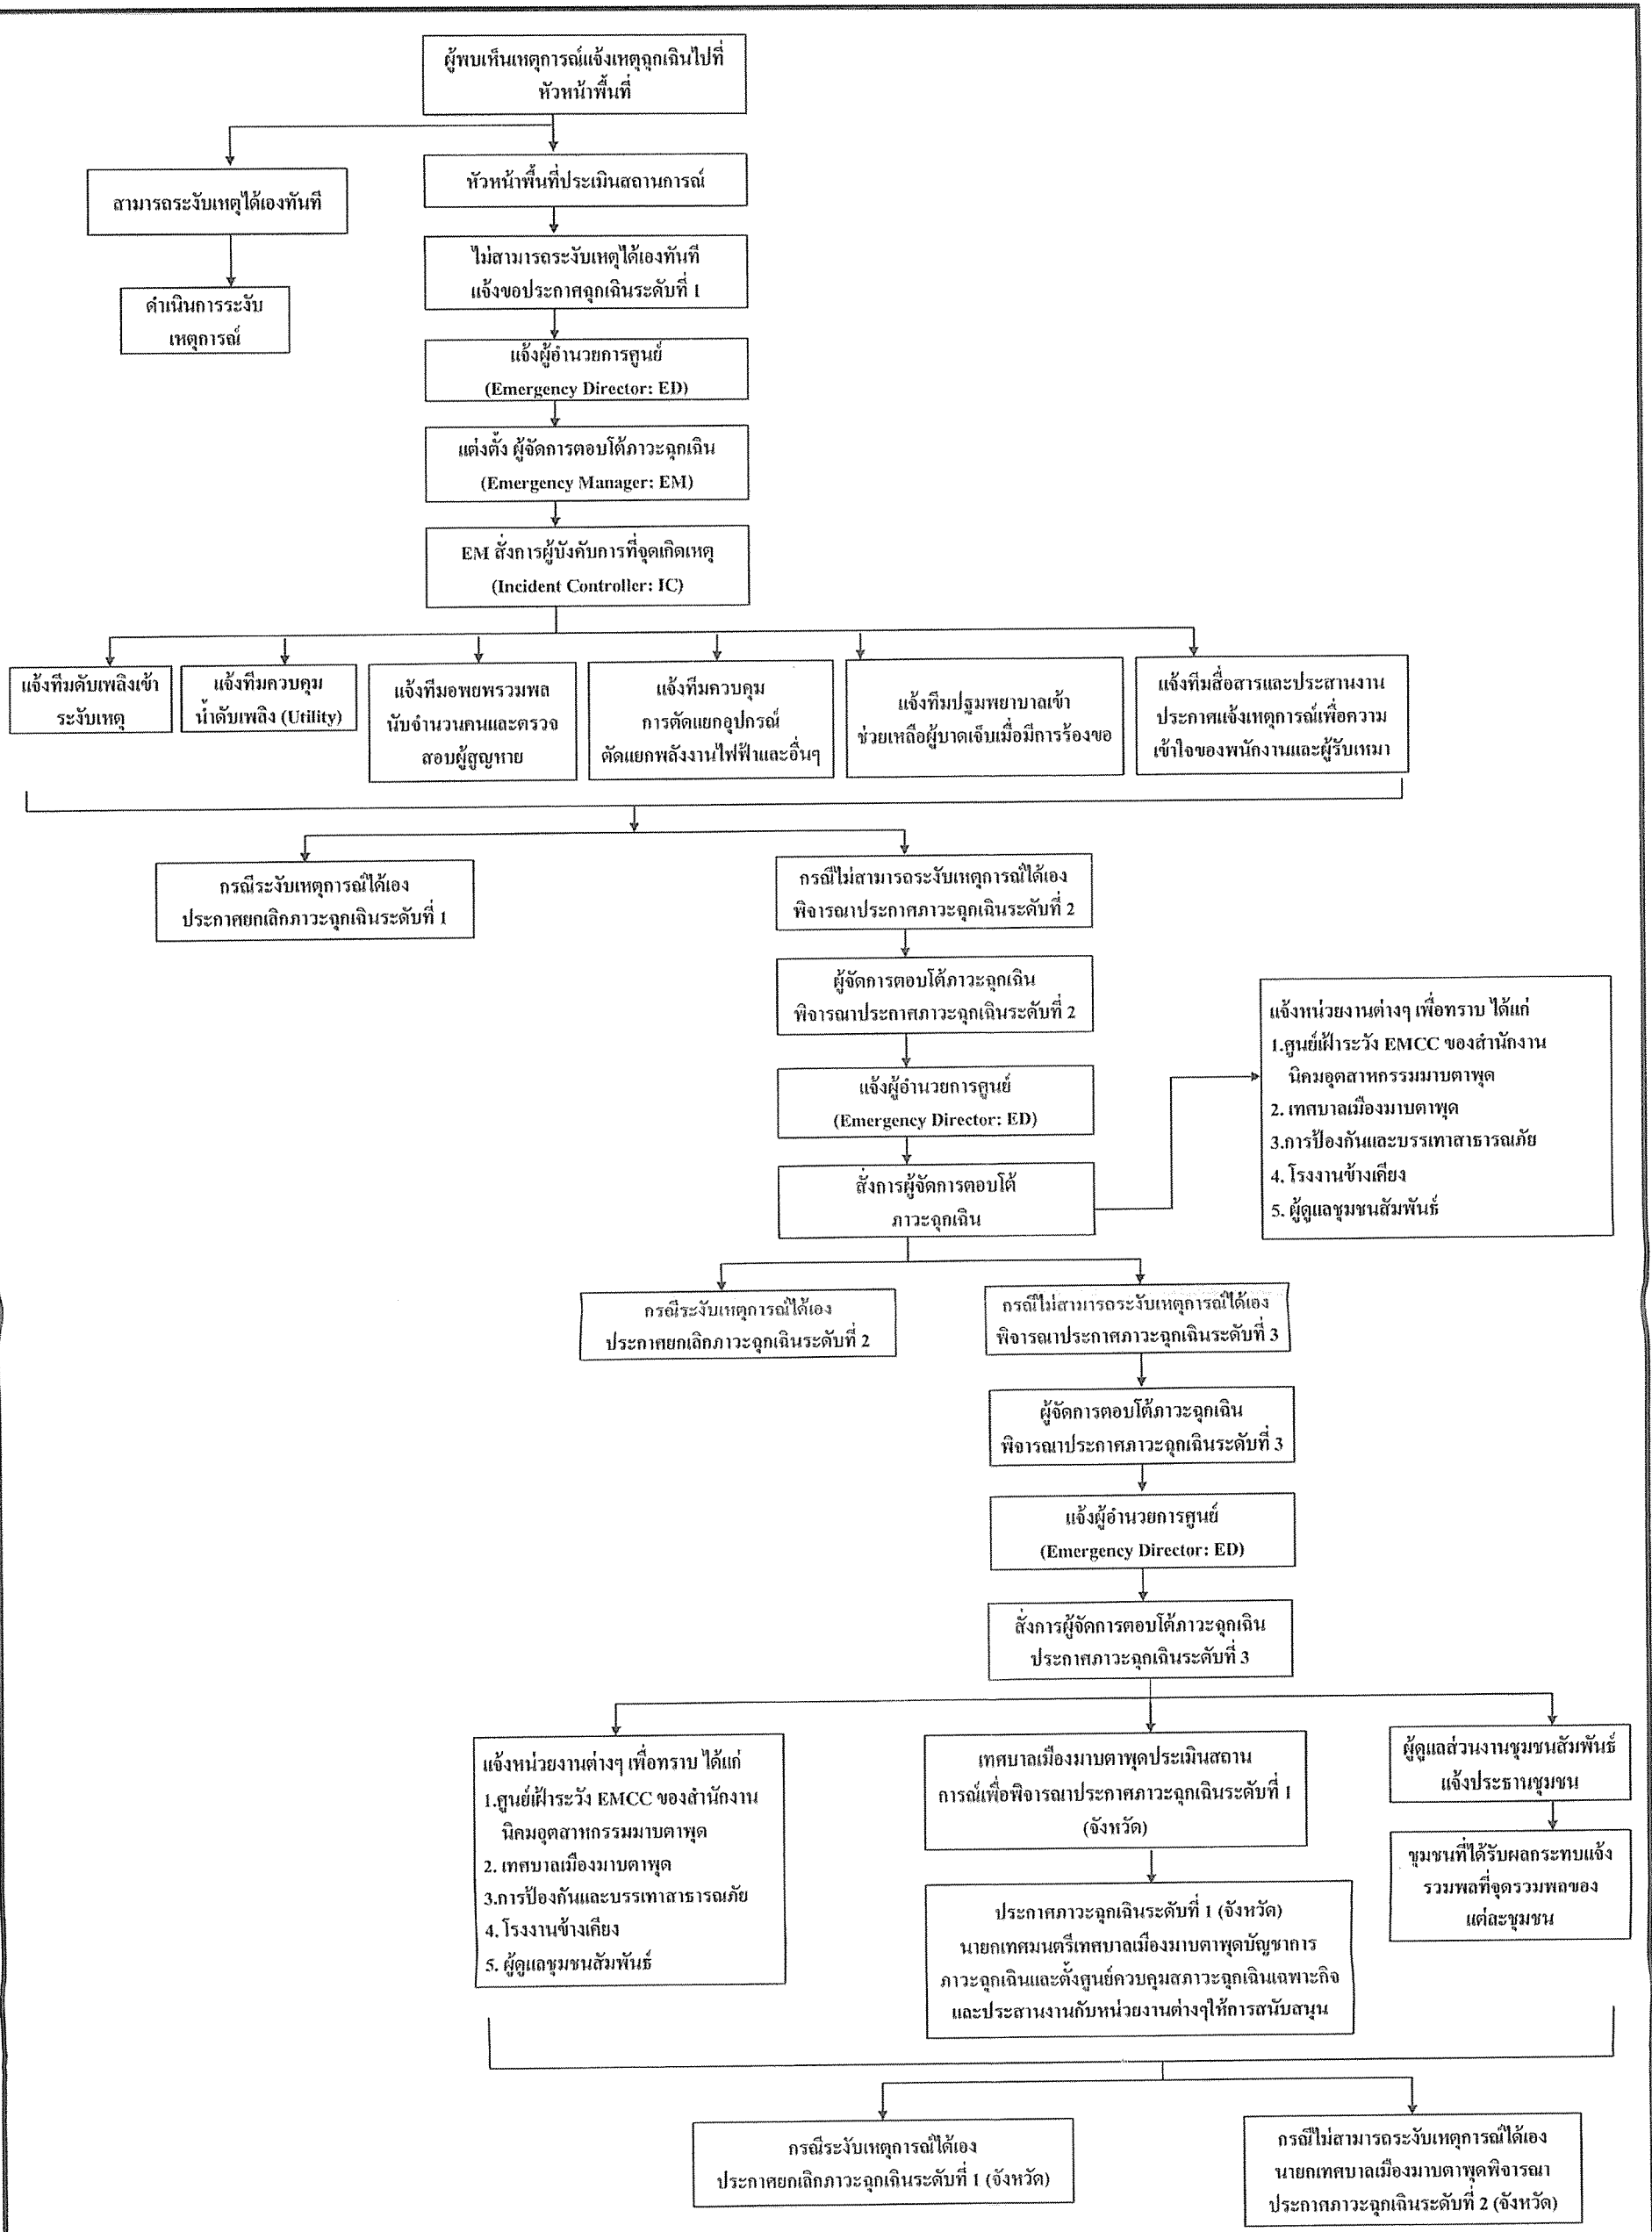 ผู้พบเห็นเหตุการณ์แจ้งเหตุฉุกเฉินไปที่
หัวหน้าพื้นที่
สามารถระงับเหตุได้เองทันที
หัวหน้าพื้นที่ประเมินสถานการณ์
ดำเนินการระงับ
เหตุการณ์
ไม่สามารถระงับเหตุได้เองทันที
แจ้งขอประกาศฉุกเฉินระดับที่ 1
แจ้งผู้อำนวยการศูนย์
(Emergency Director: ED)
แต่งตั้ง ผู้จัดการตอบโต้ภาวะฉุกเฉิน
(Emergency Manager: EM)
EM สั่งการผู้บังคับการที่จุดเกิดเหตุ
(Incident Controller: IC)
แจ้งทีมดับเพลิงเข้า
ระงับเหตุ
แจ้งทีมควบคุม
น้ำดับเพลิง (Utility)
แจ้งทีมอพยพรวมพล
นับจำนวนคนและตรวจ
สอบผู้สูญหาย
แจ้งทีมควบคุม
การตัดแยกอุปกรณ์
ตัดแยกพลังงานไฟฟ้าและอื่นๆ
แจ้งทีมปฐมพยาบาลเข้า
ช่วยเหลือผู้บาดเจ็บเมื่อมีการร้องขอ
แจ้งทีมสื่อสารและประสานงาน
ประกาศแจ้งเหตุการณ์เพื่อความ
เข้าใจของพนักงานและผู้รับเหมา
กรณีระงับเหตุการณ์ได้เอง
ประกาศยกเลิกภาวะฉุกเฉินระดับที่ 1
กรณีไม่สามารถระงับเหตุการณ์ได้เอง
พิจารณาประกาศภาวะฉุกเฉินระดับที่ 2
ผู้จัดการตอบโต้ภาวะฉุกเฉิน
พิจารณาประกาศภาวะฉุกเฉินระดับที่ 2
แจ้งผู้อำนวยการศูนย์
(Emergency Director: ED)
สั่งการผู้จัดการตอบโต้
ภาวะฉุกเฉิน
แจ้งหน่วยงานต่างๆ เพื่อทราบ ได้แก่
1.ศูนย์เฝ้าระวัง EMCC ของสำนักงาน
นิคมอุตสาหกรรมมาบตาพุด
2. เทศบาลเมืองมาบตาพุด
3.การป้องกันและบรรเทาสาธารณภัย
4. โรงงานข้างเคียง
5. ผู้ดูแลชุมชนสัมพันธ์
กรณีระงับเหตุการณ์ได้เอง
ประกาศยกเลิกภาวะฉุกเฉินระดับที่ 2
กรณีไม่สามารถระงับเหตุการณ์ได้เอง
พิจารณาประกาศภาวะฉุกเฉินระดับที่ 3
ผู้จัดการตอบโต้ภาวะฉุกเฉิน
พิจารณาประกาศภาวะฉุกเฉินระดับที่ 3
แจ้งผู้อำนวยการศูนย์
(Emergency Director: ED)
สั่งการผู้จัดการตอบโต้ภาวะฉุกเฉิน
ประกาศภาวะฉุกเฉินระดับที่ 3
แจ้งหน่วยงานต่างๆ เพื่อทราบ ได้แก่
1.ศูนย์เฝ้าระวัง EMCC ของสำนักงาน
นิคมอุตสาหกรรมมาบตาพุด
2. เทศบาลเมืองมาบตาพุด
3.การป้องกันและบรรเทาสาธารณภัย
4. โรงงานข้างเคียง
5. ผู้ดูแลชุมชนสัมพันธ์
เทศบาลเมืองมาบตาพุดประเมินสถาน
การณ์เพื่อพิจารณาประกาศภาวะฉุกเฉินระดับที่ 1
(จังหวัด)
ประกาศภาวะฉุกเฉินระดับที่ 1 (จังหวัด)
นายกเทศมนตรีเทศบาลเมืองมาบตาพุดบัญชาการ
ภาวะฉุกเฉินและตั้งศูนย์ควบคุมสภาวะฉุกเฉินเฉพาะกิจ
และประสานงานกับหน่วยงานต่างๆให้การสนับสนุน
ผู้ดูแลส่วนงานชุมชนสัมพันธ์
แจ้งประธานชุมชน
ชุมชนที่ได้รับผลกระทบแจ้ง
รวมพลที่จุดรวมพลของ
แต่ละชุมชน
กรณีระงับเหตุการณ์ได้เอง
ประกาศยกเลิกภาวะฉุกเฉินระดับที่ 1 (จังหวัด)
กรณีไม่สามารถระงับเหตุการณ์ได้เอง
นายกเทศบาลเมืองมาบตาพุดพิจารณา
ประกาศภาวะฉุกเฉินระดับที่ 2 (จังหวัด)